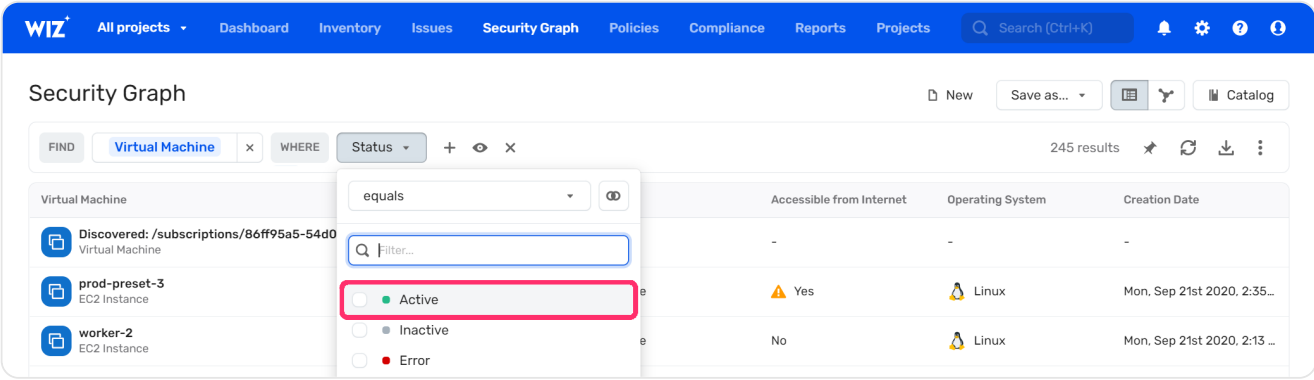 WIZ All projects Dashboard Inventory Issues Security Graph Policies Compliance Reports Projects Search (Ctrl+K)
Security Graph New Save as... Catalog
FIND Virtual Machine WHERE Status 245 results
equals
Virtual Machine Accessible from Internet Operating System Creation Date
Discovered: /subscriptions/86ff95a5-54d0 - - -
Virtual Machine
Filter...
prod-preset-3 e Yes Linux Mon, Sep 21st 2020, 2:35...
EC2 Instance
Active
Inactive
worker-2 e No Linux Mon, Sep 21st 2020, 2:13 ...
EC2 Instance
Error